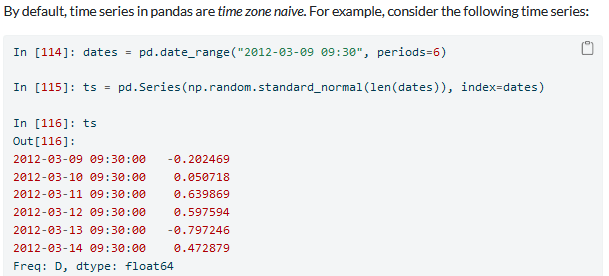 By default, time series in pandas are time zone naive. For example, consider the following time series:
In [114]: dates = pd.date_range("2012-03-09 09:30", periods=6)
In [115]: ts = pd.Series(np.random.standard_normal(len(dates)), index=dates)
In [116]: ts
Out[116]:
2012-03-09 09:30:00   -0.202469
2012-03-10 09:30:00    0.050718
2012-03-11 09:30:00    0.639869
2012-03-12 09:30:00    0.597594
2012-03-13 09:30:00   -0.797246
2012-03-14 09:30:00    0.472879
Freq: D, dtype: float64